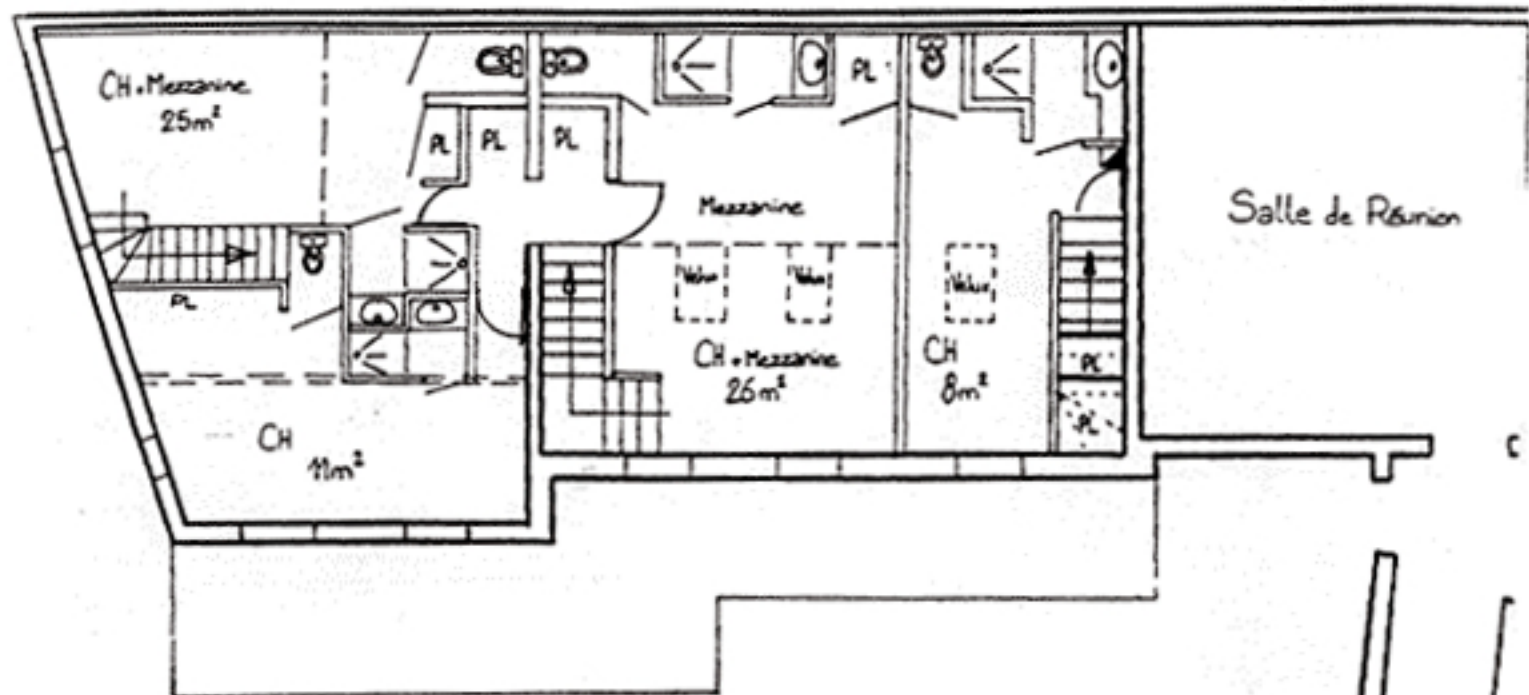 CH + Mezzanine
25m²
PL
PL
PL
PL
PL
Mezzanine
Salle de Réunion
Velux
Velux
Velux
CH + Mezzanine
26m²
CH
8m²
PL
PL
CH
11m²